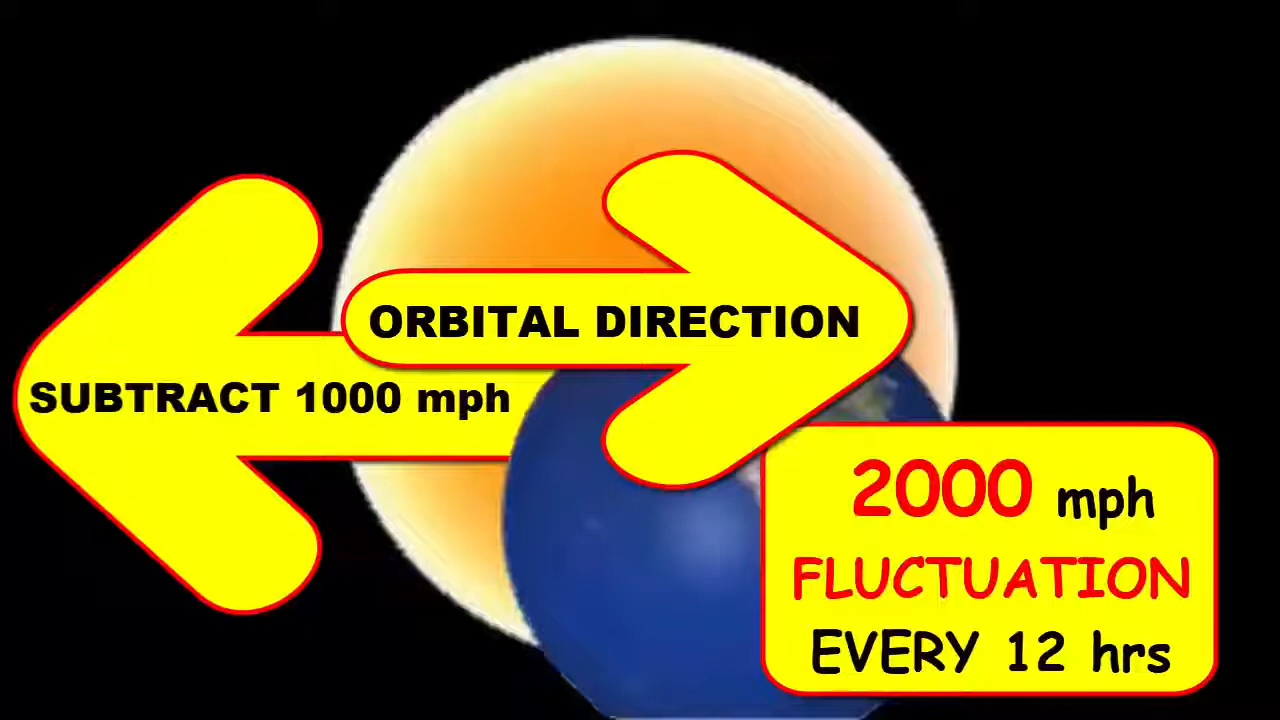 ORBITAL DIRECTION
SUBTRACT 1000 mph
2000 mph
FLUCTUATION
EVERY 12 hrs